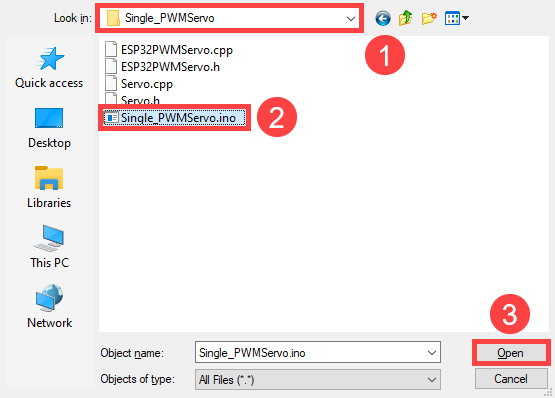 Look in: Single_PWMServo
1
ESP32PWMServo.cpp
ESP32PWMServo.h
Servo.cpp
Servo.h
Single_PWMServo.ino
2
Quick access
Desktop
Libraries
This PC
Network
3
Object name: Single_PWMServo.ino Open
Objects of type: All Files (*.*) Cancel